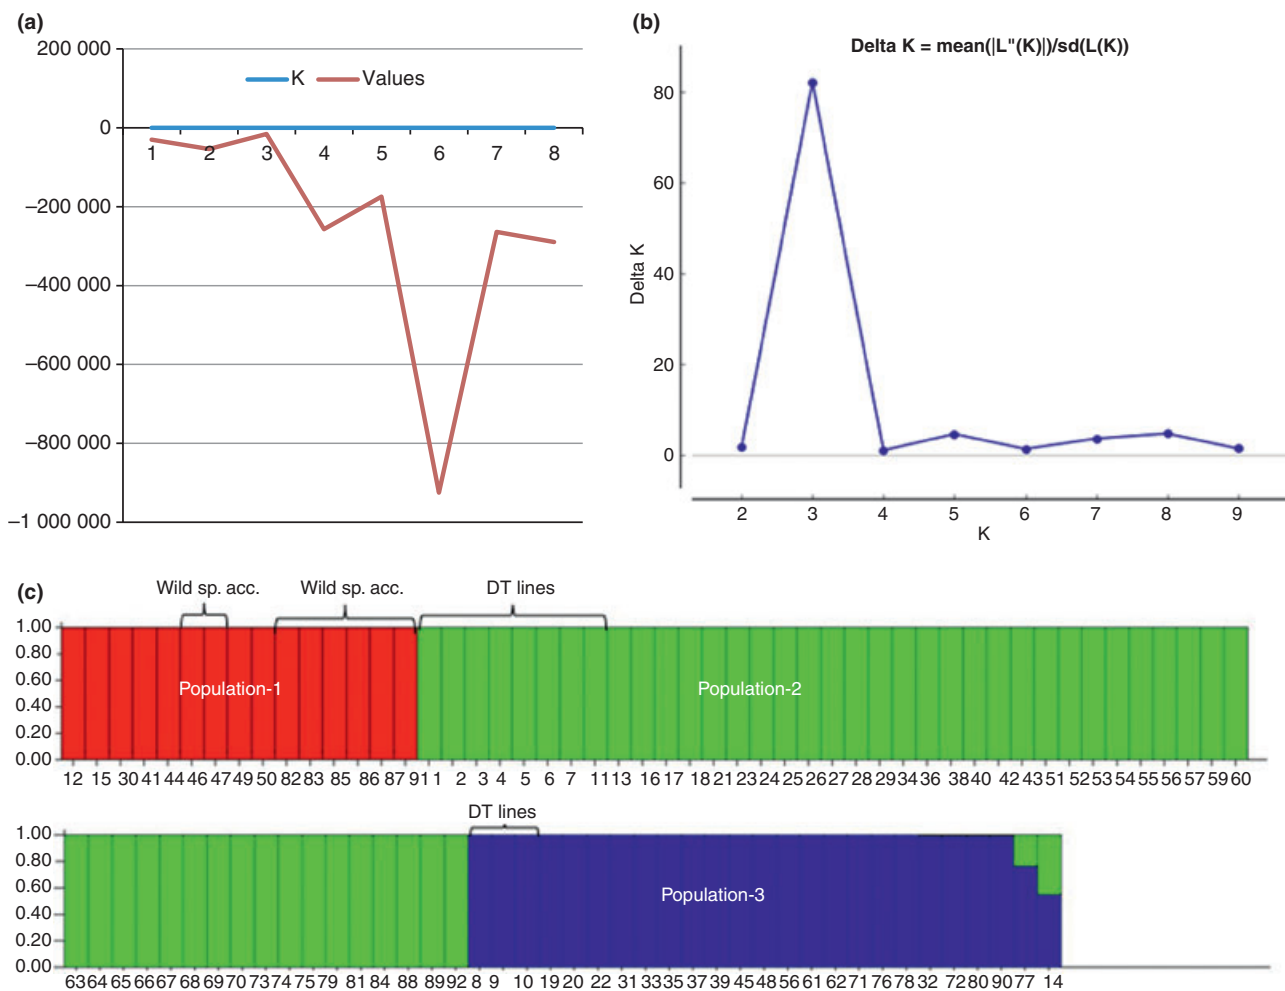 (a)
200 000
K Values
0
1 2 3 4 5 6 7 8
–200 000
–400 000
–600 000
–800 000
–1 000 000
(b)
Delta K = mean(|L"(K)|)/sd(L(K))
80
60
40
20
0
Delta K
2 3 4 5 6 7 8 9
K
(c)
Wild sp. acc. Wild sp. acc. DT lines
1.00
0.80
0.60
0.40
0.20
0.00
Population-1 Population-2
12 15 30 41 44 46 47 49 50 82 83 85 86 87 91 1 2 3 4 5 6 7 11 13 16 17 18 21 23 24 25 26 27 28 29 34 36 38 40 42 43 51 52 53 54 55 56 57 59 60
DT lines
1.00
0.80
0.60
0.40
0.20
0.00
Population-3
63 64 65 66 67 68 69 70 73 74 75 79 81 84 88 89 92 8 9 10 19 20 22 31 33 35 37 39 45 48 56 61 62 71 76 78 32 72 80 90 77 14